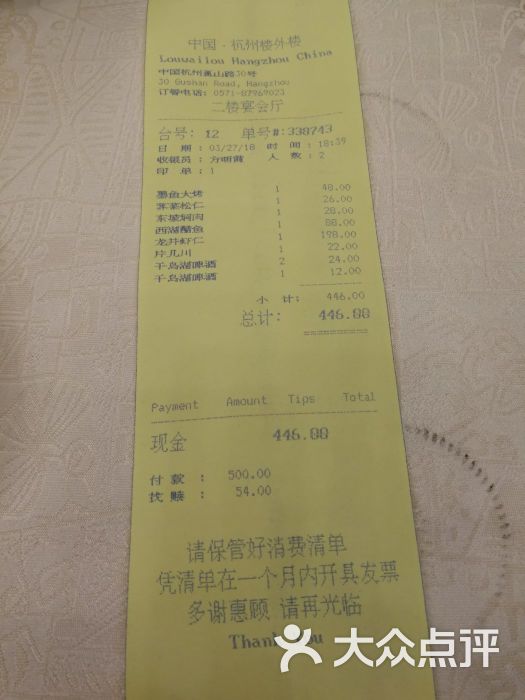 中国·杭州楼外楼
Louwailou Hangzhou China
中国杭州孤山路30号
30 Gushan Road, Hangzhou
订餐电话: 0571-87969023
二楼宴会厅
台号: 12 单号#:338743
日 期: 03/27/18 时 间: 18:39
收银员: 方丽茵 人 数: 2
印 单: 1
墨鱼大烤 1 48.00
荠菜松仁 1 26.00
东坡焖肉 1 28.00
西湖醋鱼 1 88.00
龙井虾仁 1 198.00
片儿川 1 22.00
千岛湖啤酒 2 24.00
千岛湖啤酒 1 12.00
小 计: 446.00
总计: 446.00
Payment Amount Tips Total
现金 446.00
付款: 500.00
找赎: 54.00
请保管好消费清单
凭清单在一个月内开具发票
多谢惠顾 请再光临
Thank you
大众点评